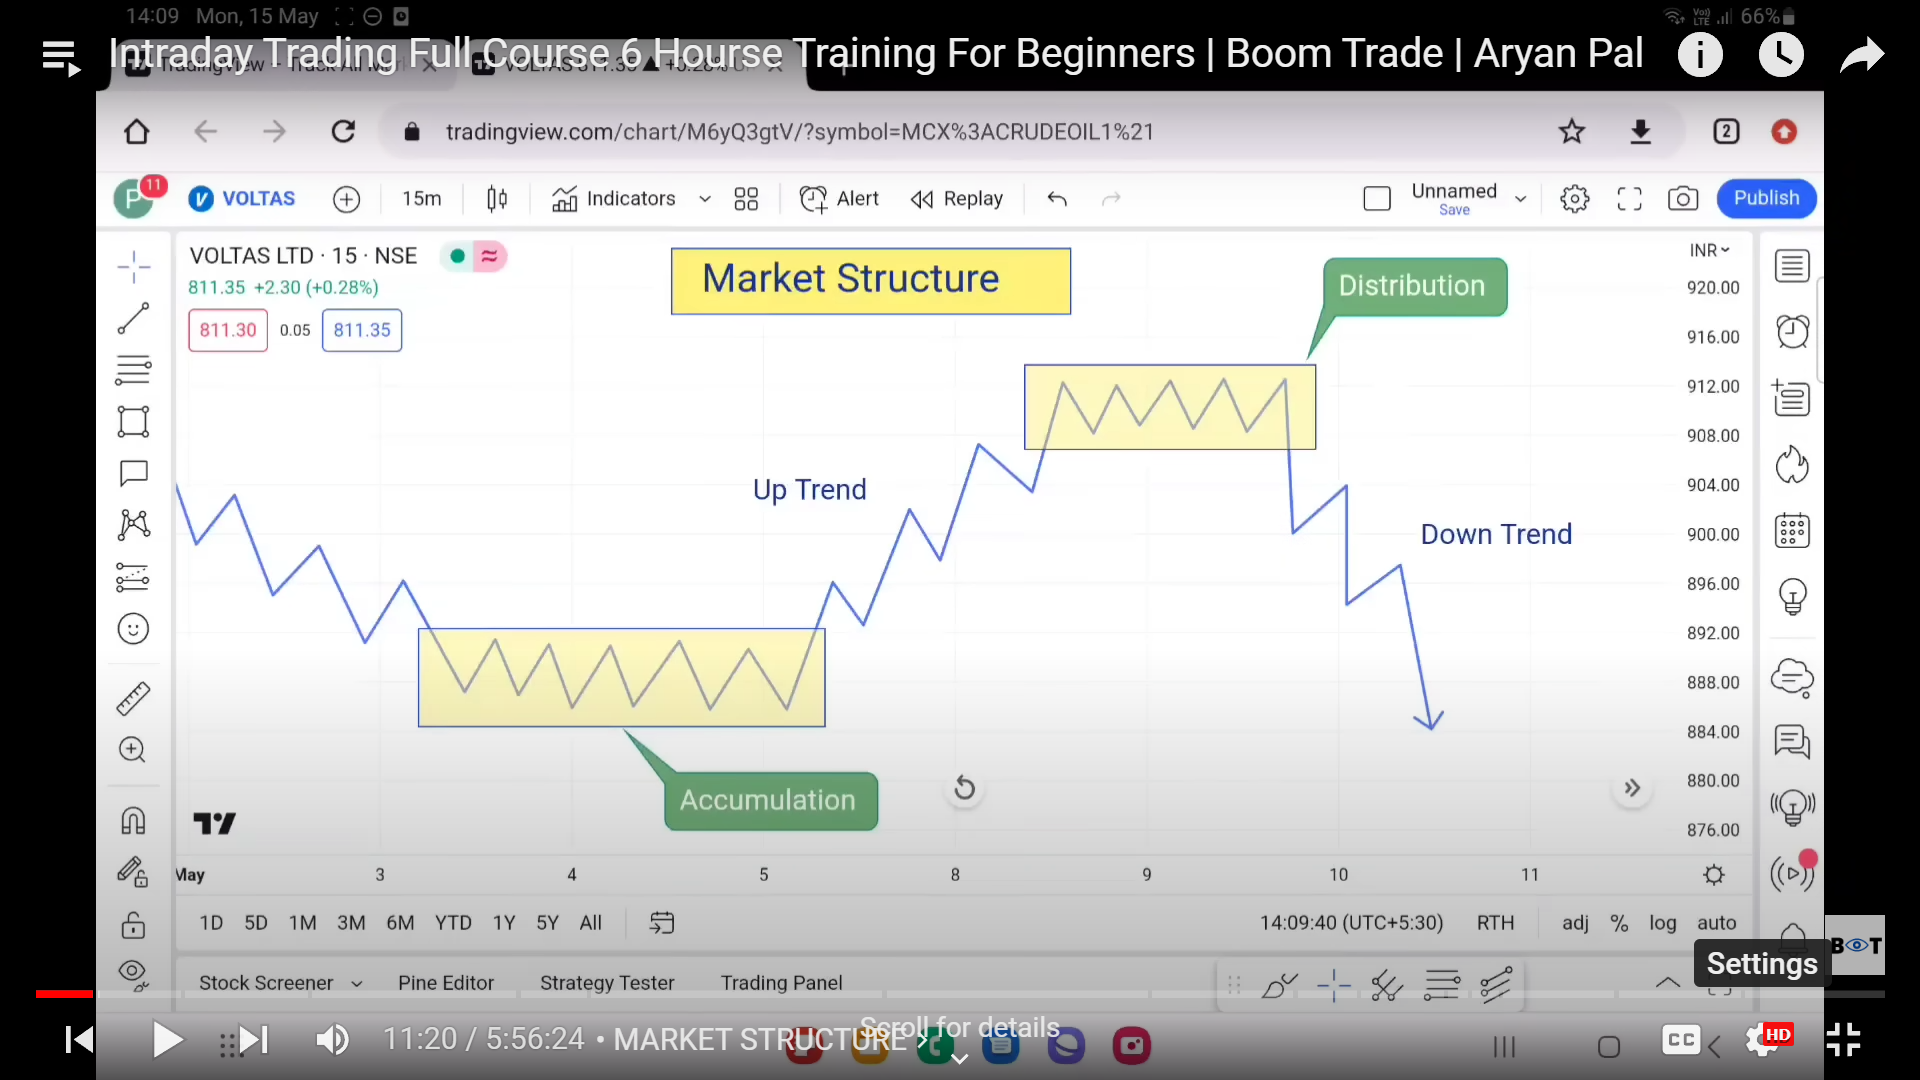 14:09 Mon, 15 May
66%
Intraday Trading Full Course 6 Hourse Training For Beginners | Boom Trade | Aryan Pal
tradingview.com/chart/M6yQ3gtV/?symbol=MCX%3ACRUDEOIL1%21
2
P
11
VOLTAS
15m
Indicators
Alert
Replay
Unnamed
Save
Publish
VOLTAS LTD · 15 · NSE
811.35 +2.30 (+0.28%)
811.30 0.05 811.35
Market Structure
Distribution
INR
920.00
916.00
912.00
908.00
904.00
900.00
896.00
892.00
888.00
884.00
880.00
876.00
Up Trend
Down Trend
Accumulation
May 3 4 5 8 9 10 11
1D 5D 1M 3M 6M YTD 1Y 5Y All
14:09:40 (UTC+5:30) RTH adj % log auto
BOT
Settings
Stock Screener Pine Editor Strategy Tester Trading Panel
Scroll for details
11:20 / 5:56:24 • MARKET STRUCTURE
CC
HD